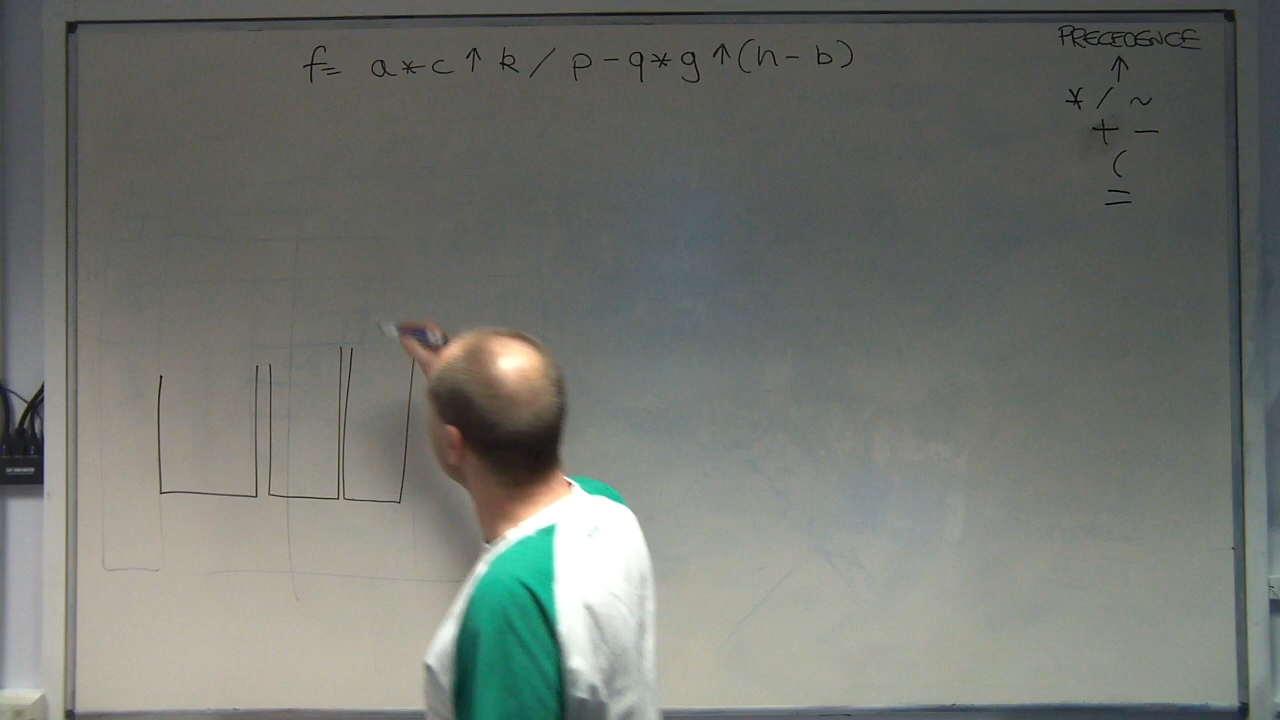 f= a*c↑k/p-q*g↑(h-b)
PRECEDENCE
↑
* / ~
+ -
(
=